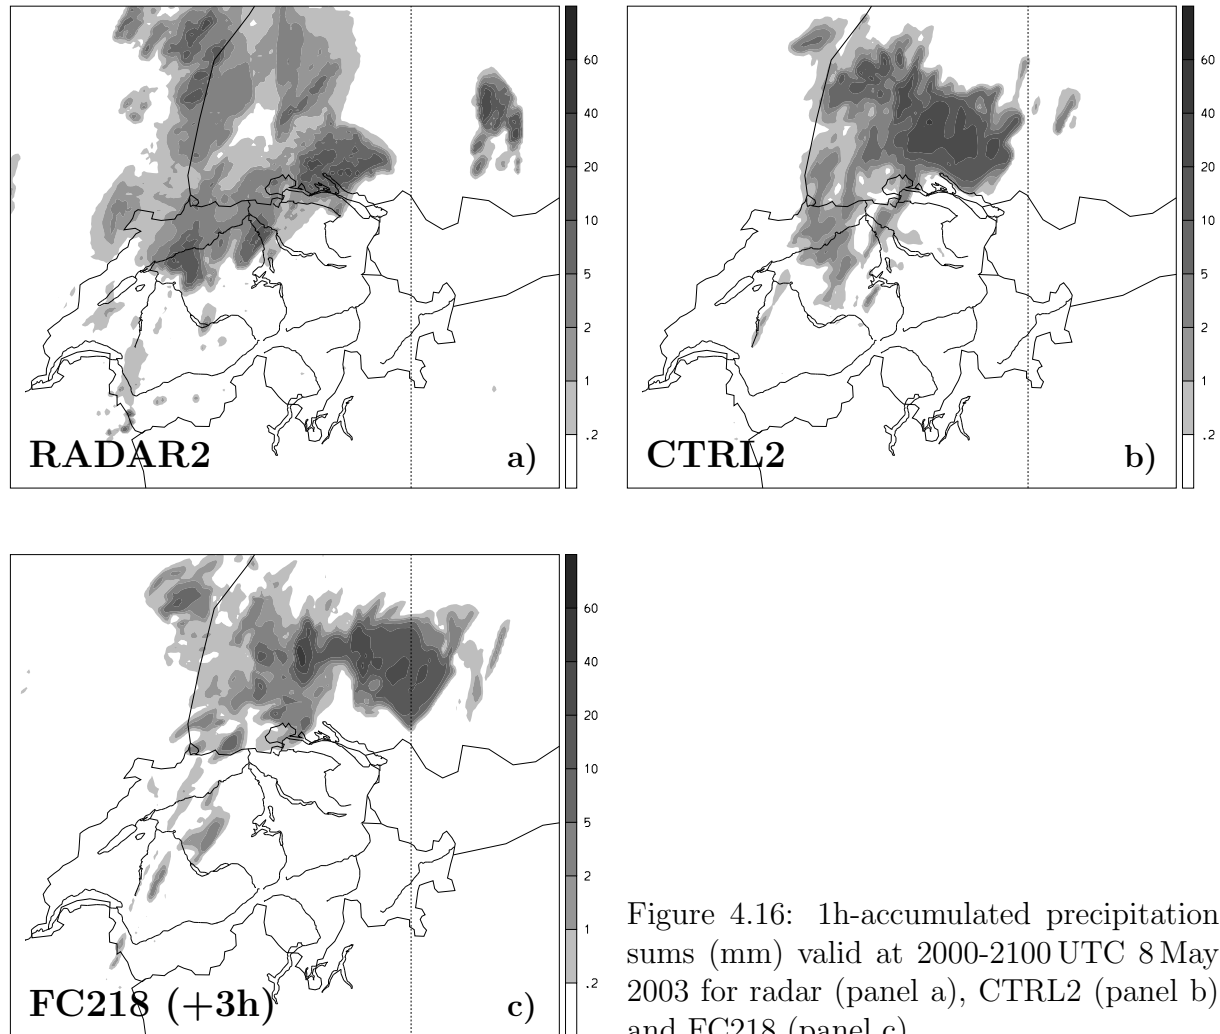 60
40
20
10
5
2
1
.2
RADAR2
a)
60
40
20
10
5
2
1
.2
CTRL2
b)
60
40
20
10
5
2
1
.2
FC218 (+3h)
c)
Figure 4.16: 1h-accumulated precipitation
sums (mm) valid at 2000-2100 UTC 8 May
2003 for radar (panel a), CTRL2 (panel b)
and FC218 (panel c)